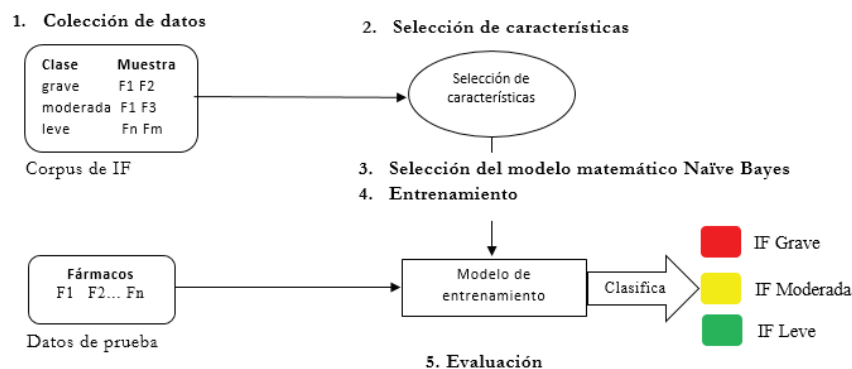 1. Colección de datos
2. Selección de características
Clase Muestra
grave F1 F2
moderada F1 F3
leve Fn Fm
Corpus de IF
Selección de
características
3. Selección del modelo matemático Naïve Bayes
4. Entrenamiento
Fármacos
F1 F2... Fn
Datos de prueba
Modelo de
entrenamiento
Clasifica
IF Grave
IF Moderada
IF Leve
5. Evaluación